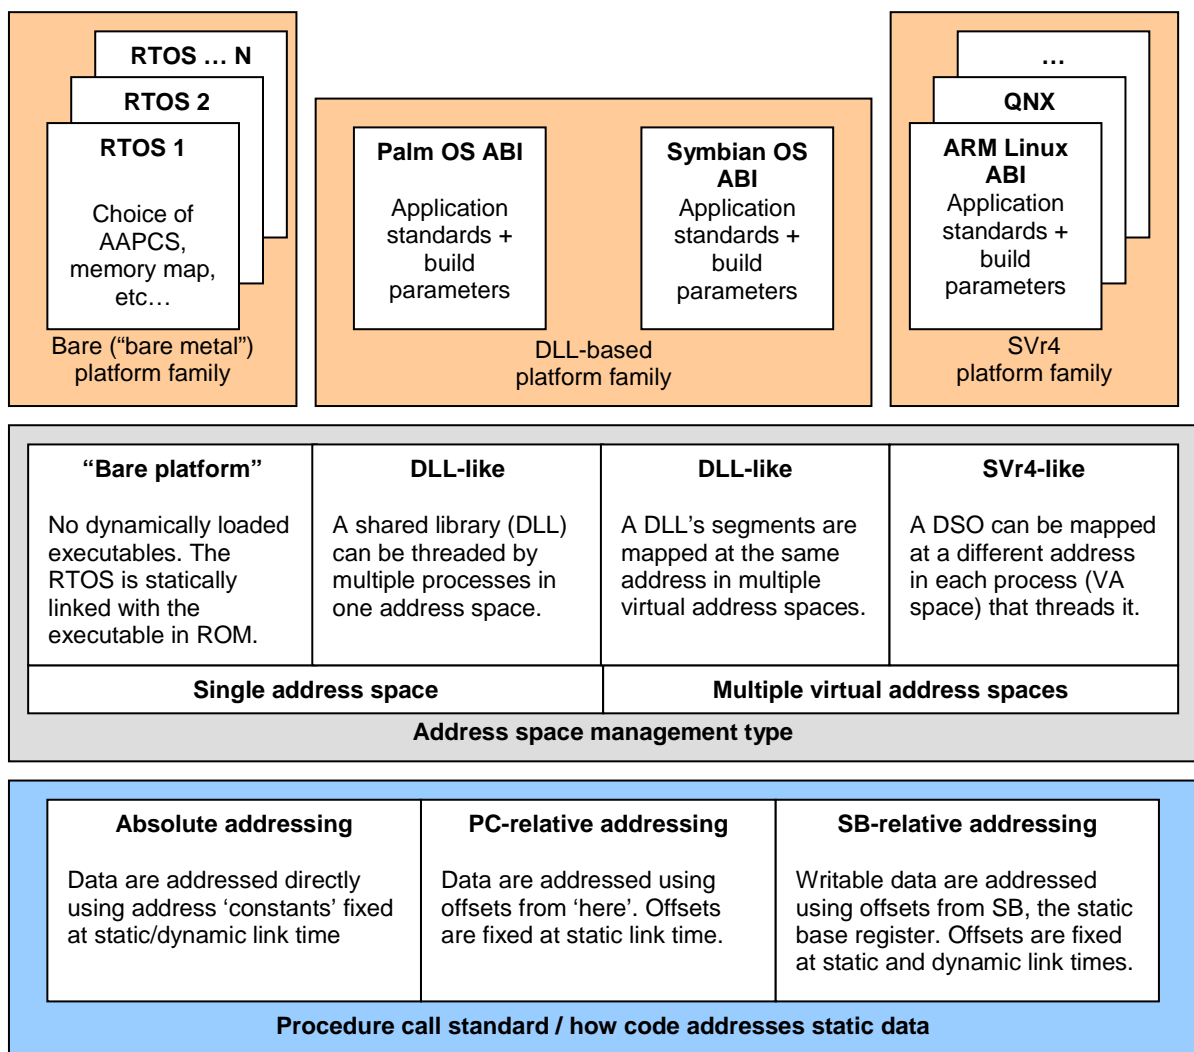 RTOS … N
RTOS 2
RTOS 1
Choice of
AAPCS,
memory map,
etc…
Bare (“bare metal”)
platform family
Palm OS ABI
Application
standards +
build
parameters
Symbian OS
ABI
Application
standards +
build
parameters
DLL-based
platform family
…
QNX
ARM Linux
ABI
Application
standards +
build
parameters
SVr4
platform family
“Bare platform”
No dynamically loaded
executables. The
RTOS is statically
linked with the
executable in ROM.
DLL-like
A shared library (DLL)
can be threaded by
multiple processes in
one address space.
DLL-like
A DLL’s segments are
mapped at the same
address in multiple
virtual address spaces.
SVr4-like
A DSO can be mapped
at a different address
in each process (VA
space) that threads it.
Single address space
Multiple virtual address spaces
Address space management type
Absolute addressing
Data are addressed directly
using address ‘constants’ fixed
at static/dynamic link time
PC-relative addressing
Data are addressed using
offsets from ‘here’. Offsets
are fixed at static link time.
SB-relative addressing
Writable data are addressed
using offsets from SB, the static
base register. Offsets are fixed
at static and dynamic link times.
Procedure call standard / how code addresses static data